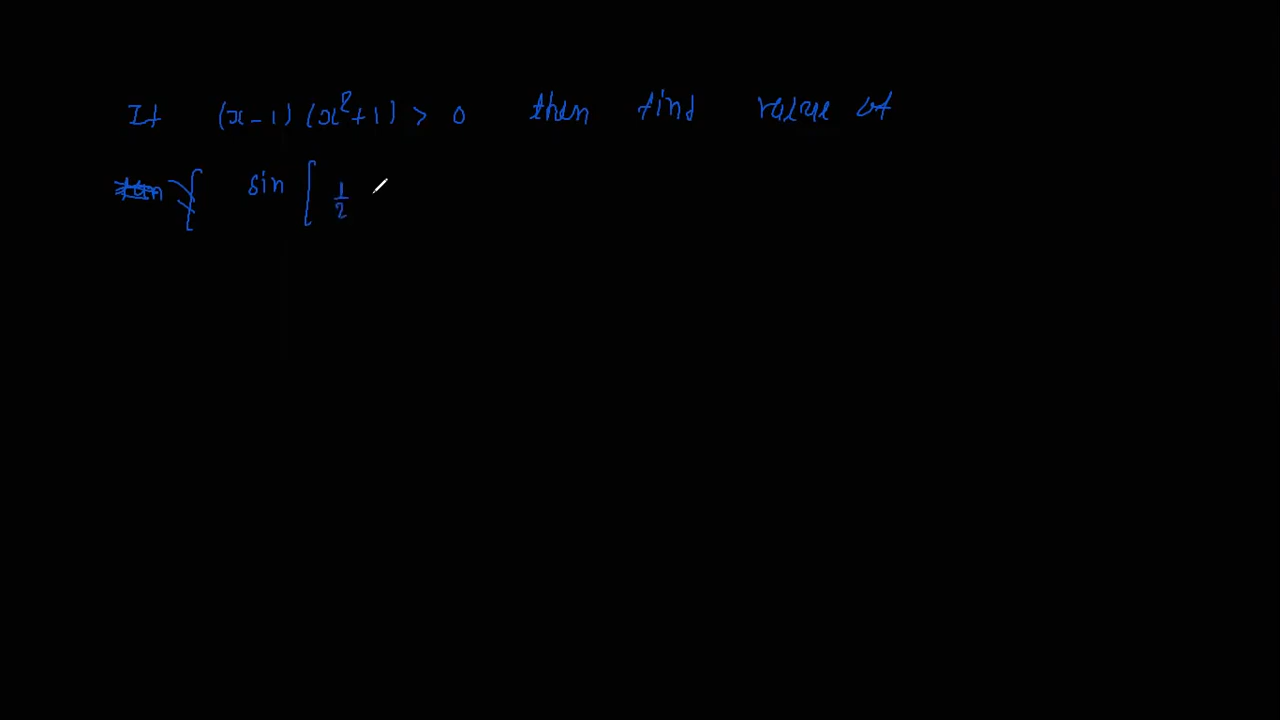 If (x-1) (x²+1) > 0 then find value of
sin [ 1/2